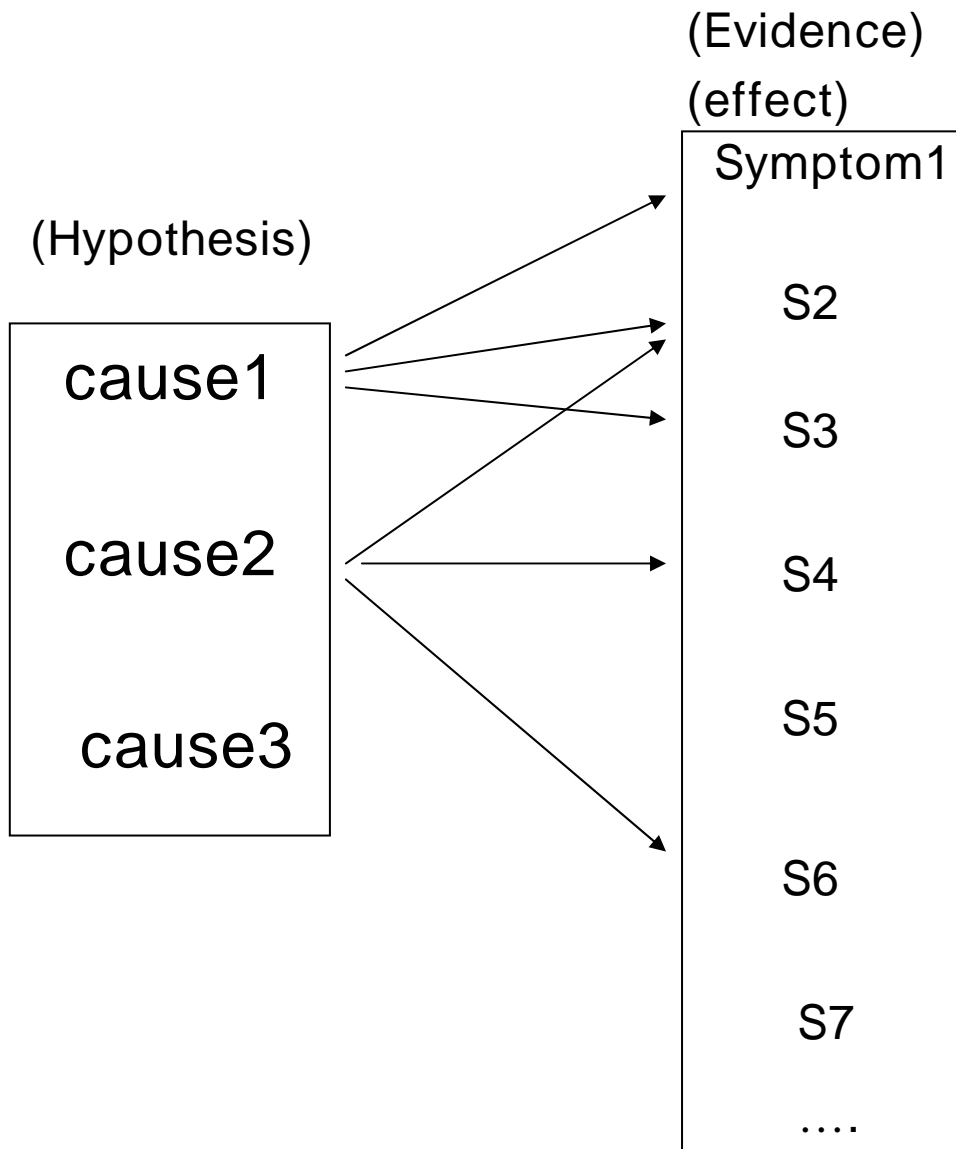 (Evidence)
(effect)
Symptom1
(Hypothesis)
S2
cause1
S3
cause2
S4
S5
cause3
S6
S7
....